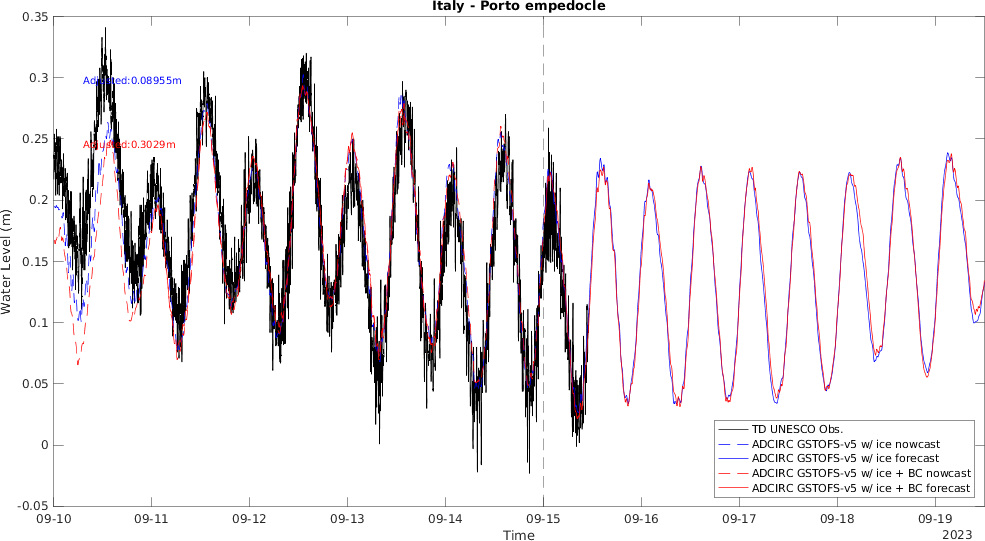 Italy - Porto empedocle
0.35
0.3
0.25
0.2
0.15
0.1
0.05
0
-0.05
Water Level (m)
Adjusted:0.08955m
Adjusted:0.3029m
TD UNESCO Obs.
ADCIRC GSTOFS-v5 w/ ice nowcast
ADCIRC GSTOFS-v5 w/ ice forecast
ADCIRC GSTOFS-v5 w/ ice + BC nowcast
ADCIRC GSTOFS-v5 w/ ice + BC forecast
09-10 09-11 09-12 09-13 09-14 09-15 09-16 09-17 09-18 09-19
Time
2023